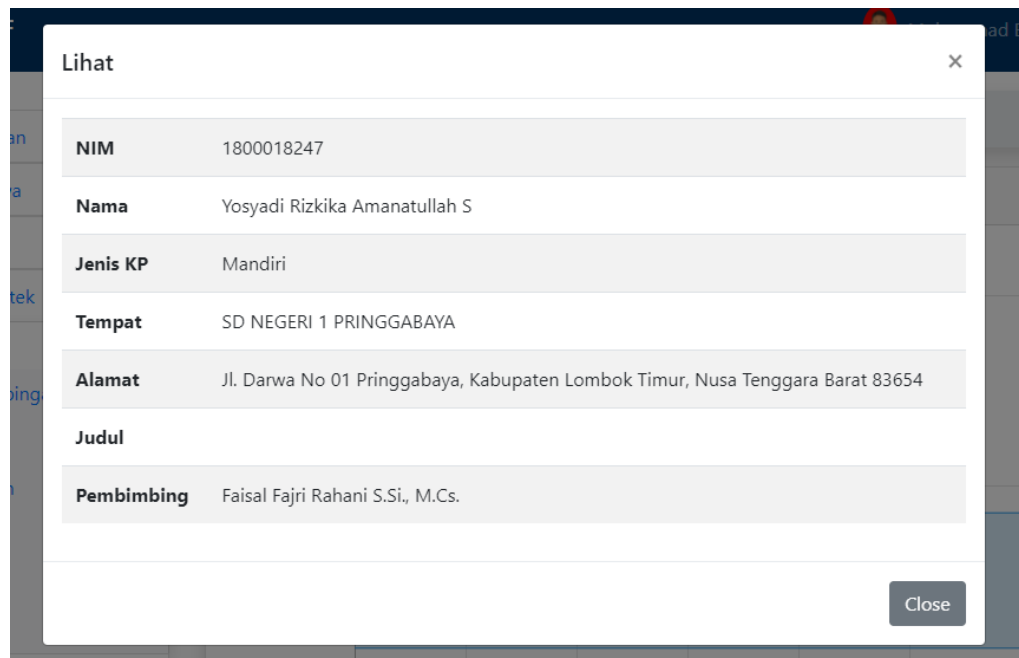 Lihat ×
NIM 1800018247
Nama Yosyadi Rizkika Amanatullah S
Jenis KP Mandiri
Tempat SD NEGERI 1 PRINGGABAYA
Alamat Jl. Darwa No 01 Pringgabaya, Kabupaten Lombok Timur, Nusa Tenggara Barat 83654
Judul
Pembimbing Faisal Fajri Rahani S.Si., M.Cs.
Close